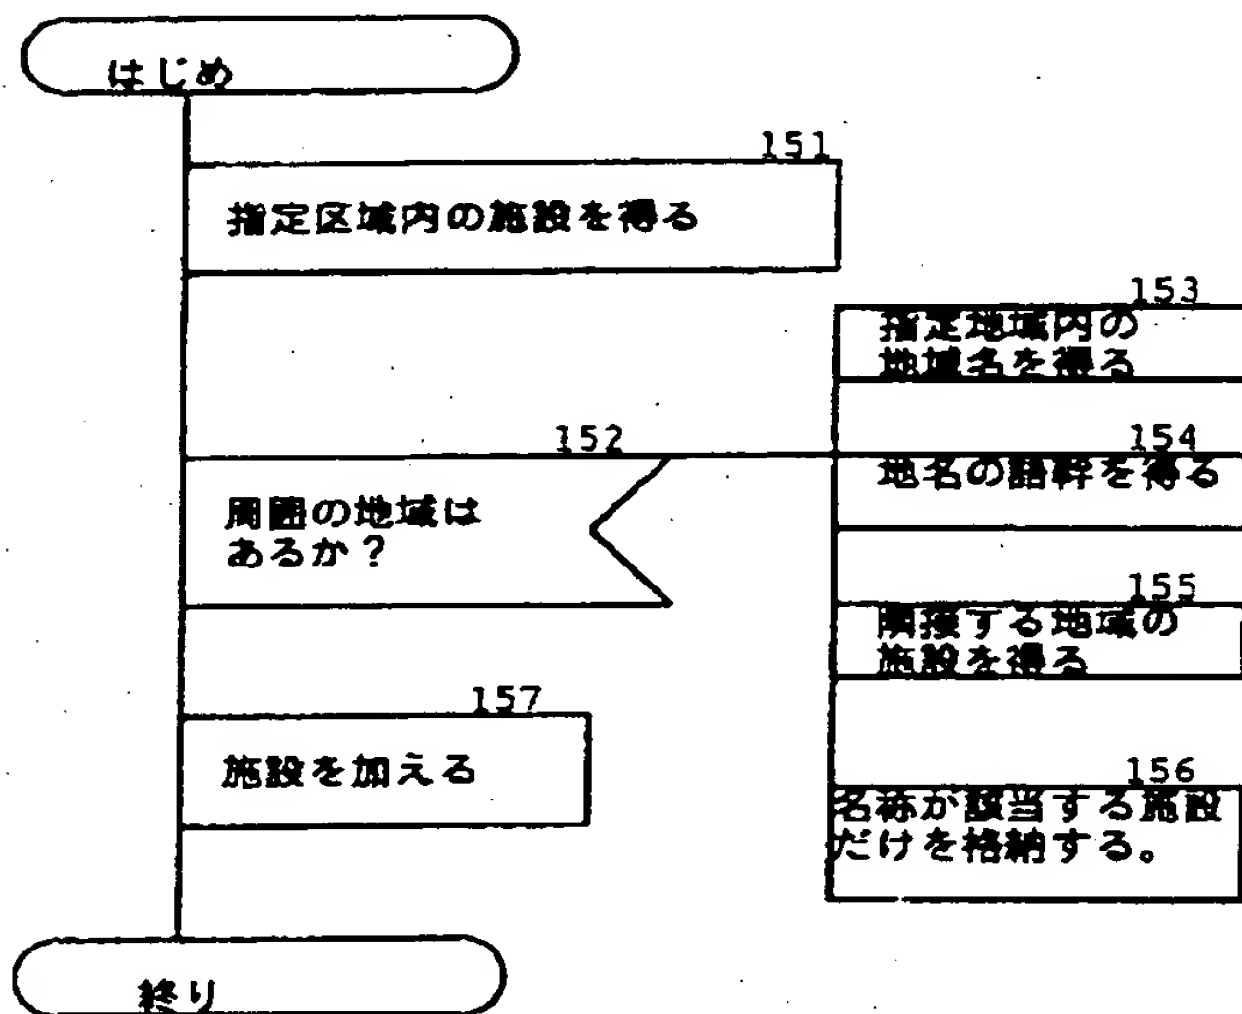 はじめ
151
指定区域内の施設を得る
153
指定地域内の
地域名を得る
152
154
地名の語幹を得る
周囲の地域は
あるか？
155
隣接する地域の
施設を得る
157
施設を加える
156
名称が該当する施設
だけを格納する。
終り